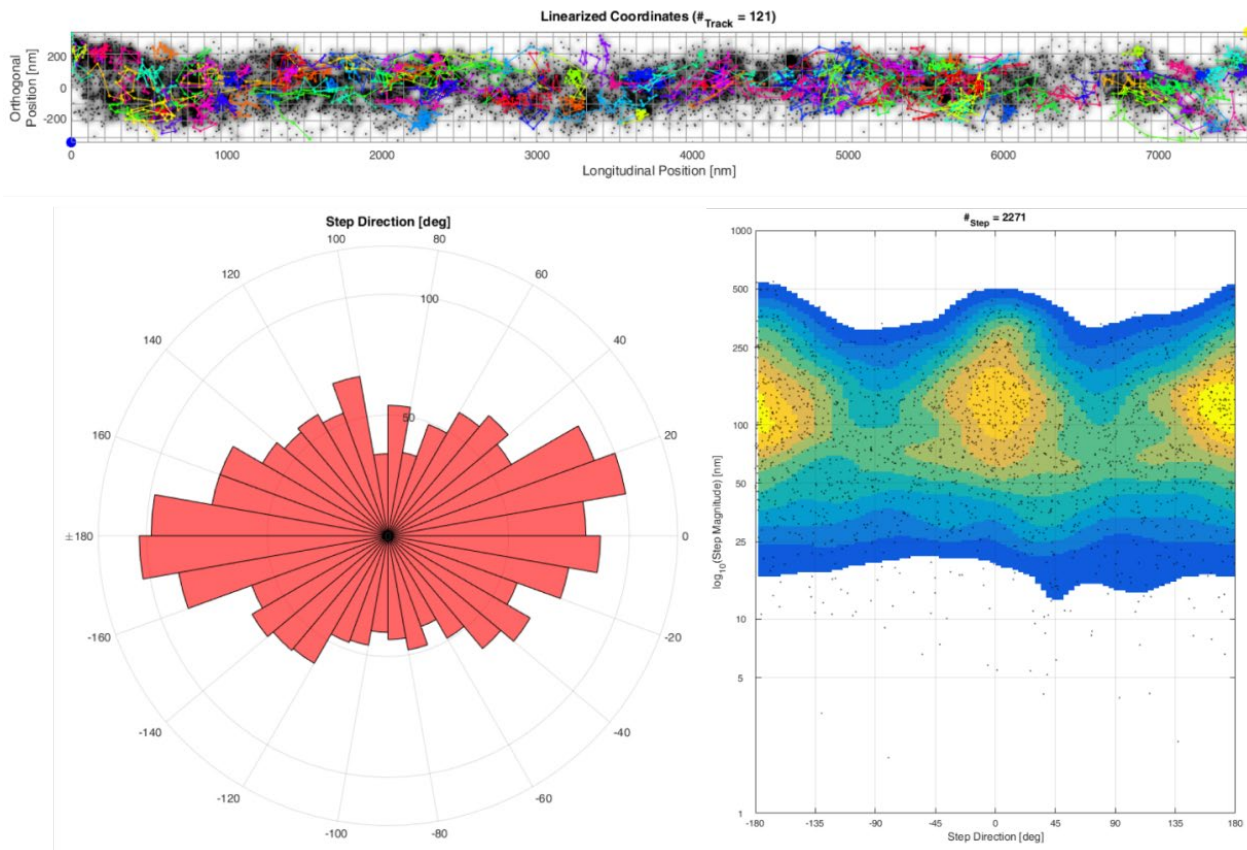 Linearized Coordinates (#Track = 121)
Orthogonal
Position [nm]
200
0
-200
0 1000 2000 3000 4000 5000 6000 7000
Longitudinal Position [nm]
Step Direction [deg]
100 80
120 60
100
140 40
50
160 20
±180 0
-160 -20
-140 -40
-120 -60
-100 -80
#Step = 2271
log10(Step Magnitude) [nm]
1000
500
250
100
50
25
10
5
1
-180 -135 -90 -45 0 45 90 135 180
Step Direction [deg]